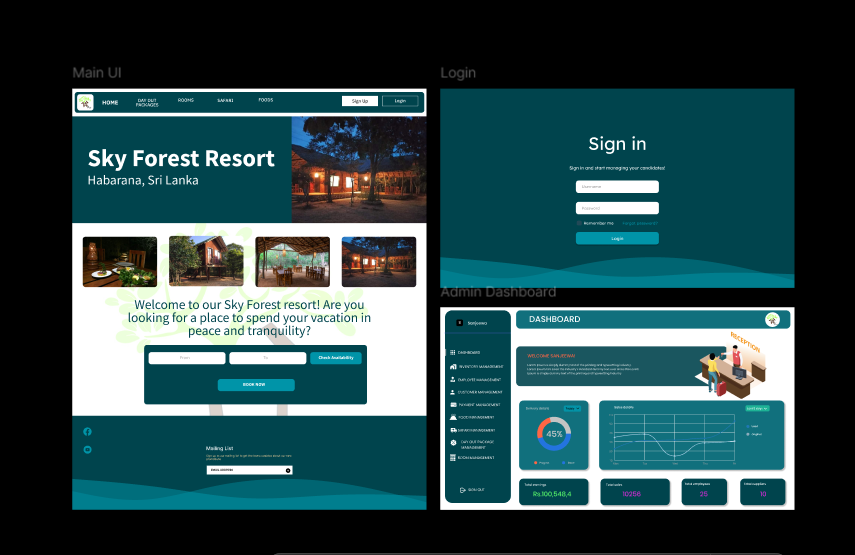 Main UI
HOME
DAY OUT
PACKAGES
ROOMS
SAFARI
FOODS
Sign Up
Login
Sky Forest Resort
Habarana, Sri Lanka
Welcome to our Sky Forest resort! Are you
looking for a place to spend your vacation in
peace and tranquility?
From
To
Check Availability
BOOK NOW
Mailing List
Login
Sign in
Sign in and start managing your candidates!
Username
Password
Remember me
Forgot password?
Login
Admin Dashboard
DASHBOARD
DASHBOARD
INVENTORY MANAGEMENT
EMPLOYEE MANAGEMENT
CUSTOMER MANAGEMENT
PAYMENT MANAGEMENT
FOOD MANAGEMENT
SAFARI MANAGEMENT
DAY OUT PACKAGE
MANAGEMENT
ROOM MANAGEMENT
SIGN OUT
WELCOME SANJEEWA!
RECEPTION
45%
Total earnings
Rs.100,548,4
Total sales
10256
Total employees
25
Total suppliers
10